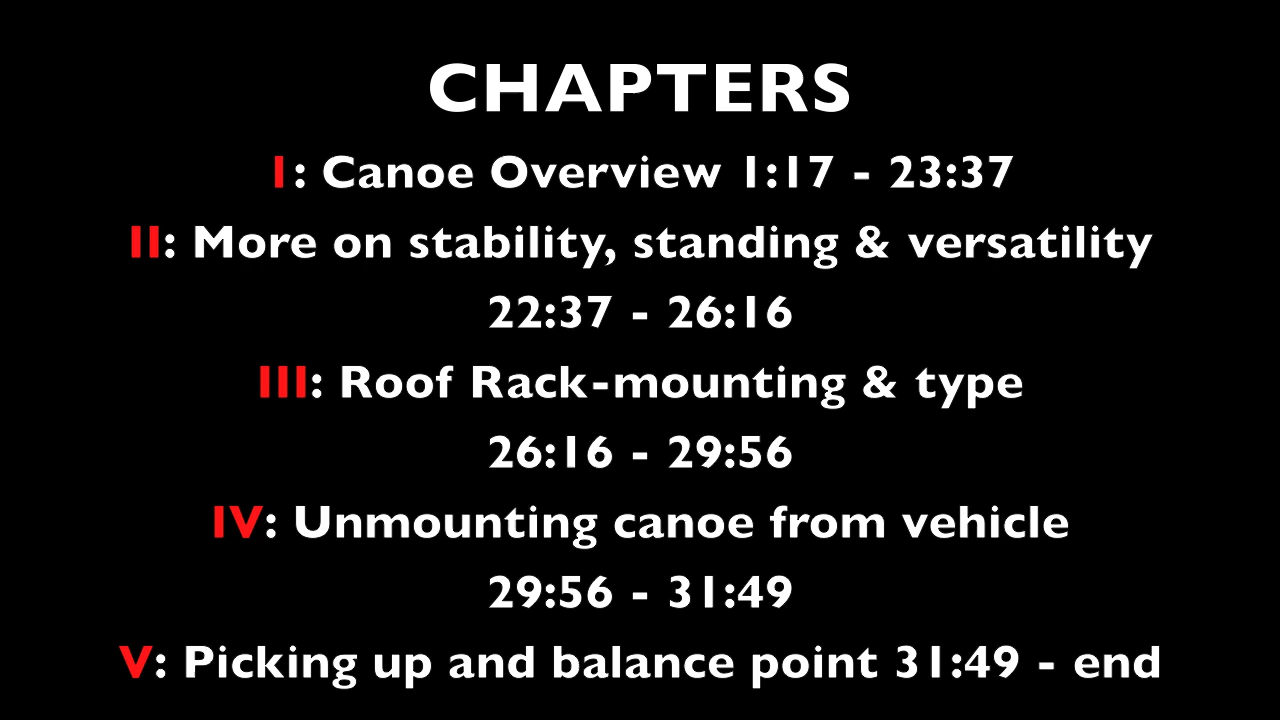 CHAPTERS
I: Canoe Overview 1:17 - 23:37
II: More on stability, standing & versatility
22:37 - 26:16
III: Roof Rack-mounting & type
26:16 - 29:56
IV: Unmounting canoe from vehicle
29:56 - 31:49
V: Picking up and balance point 31:49 - end